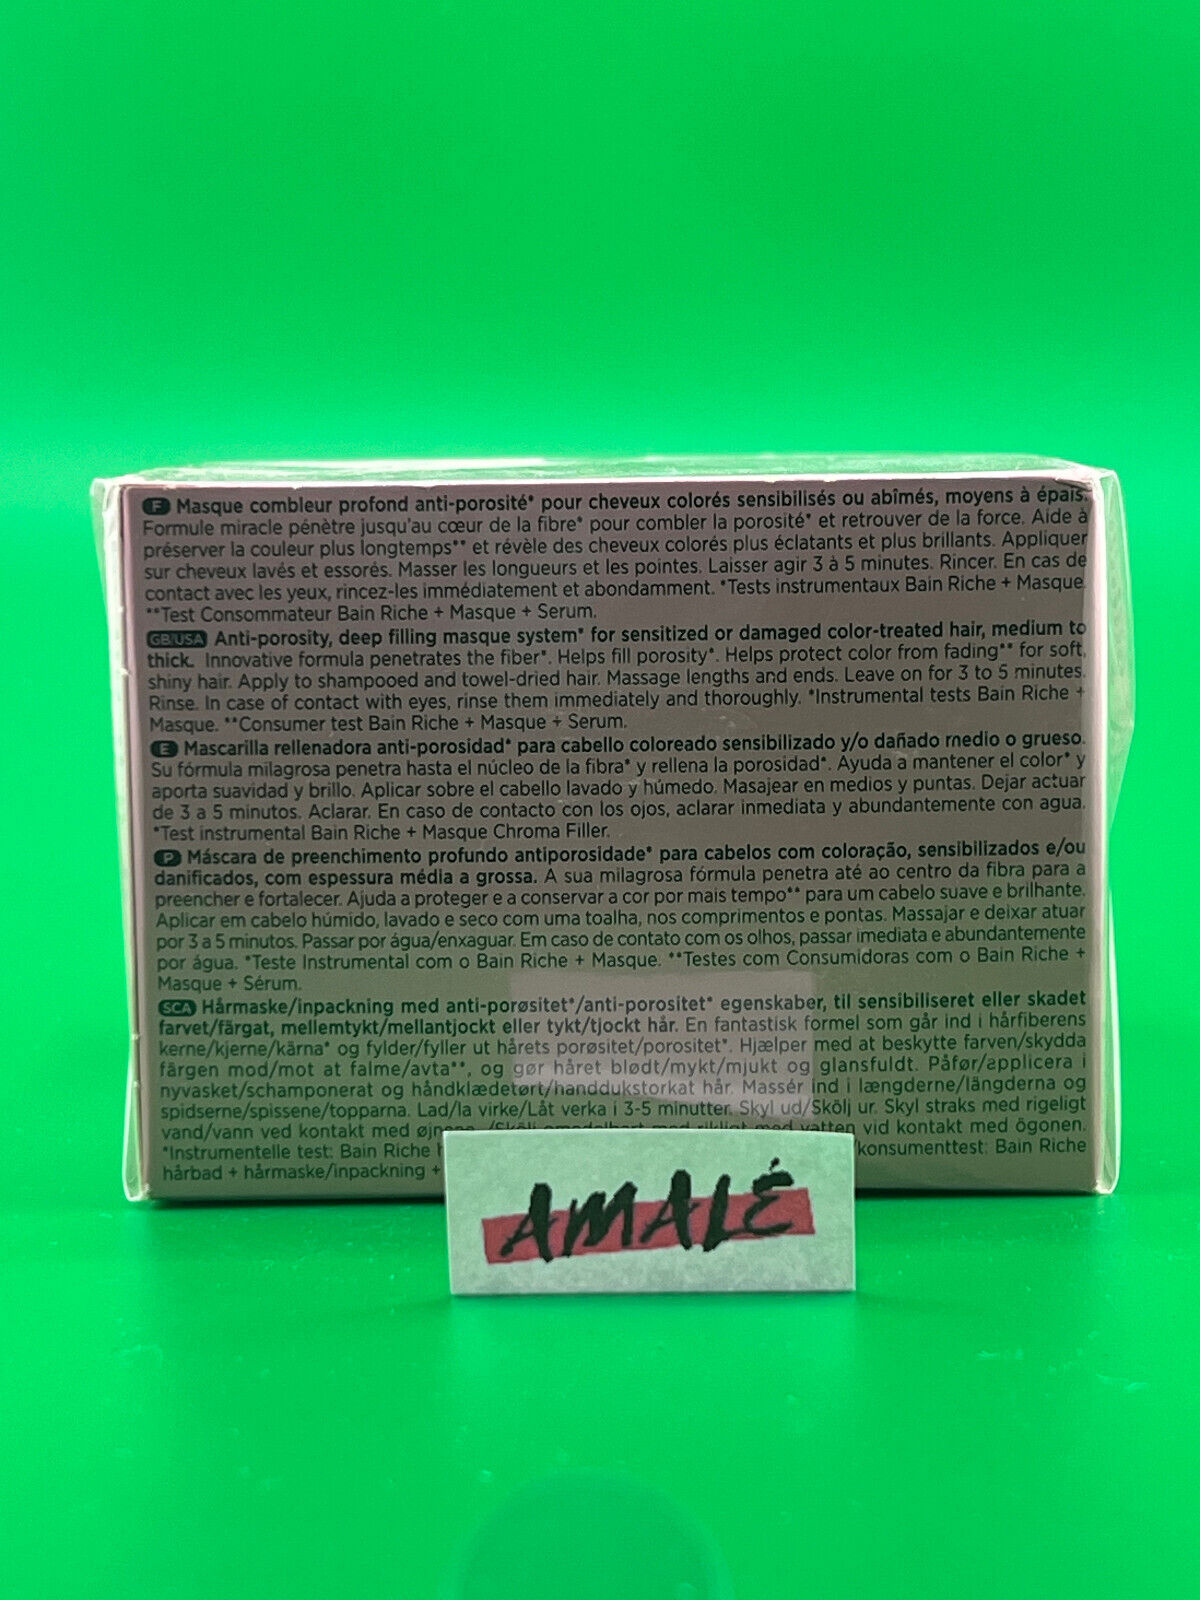 F Masque combleur profond anti-porosité* pour cheveux colorés sensibilisés ou abîmés, moyens à épais.
Formule miracle pénètre jusqu'au cœur de la fibre* pour combler la porosité* et retrouver de la force. Aide à
préserver la couleur plus longtemps** et révèle des cheveux colorés plus éclatants et plus brillants. Appliquer
sur cheveux lavés et essorés. Masser les longueurs et les pointes. Laisser agir 3 à 5 minutes. Rincer. En cas de
contact avec les yeux, rincez-les immédiatement et abondamment. *Tests instrumentaux Bain Riche + Masque.
**Test Consommateur Bain Riche + Masque + Serum.
GB/USA Anti-porosity, deep filling masque system* for sensitized or damaged color-treated hair, medium to
thick. Innovative formula penetrates the fiber*. Helps fill porosity*. Helps protect color from fading** for soft,
shiny hair. Apply to shampooed and towel-dried hair. Massage lengths and ends. Leave on for 3 to 5 minutes.
Rinse. In case of contact with eyes, rinse them immediately and thoroughly. *Instrumental tests Bain Riche +
Masque. **Consumer test Bain Riche + Masque + Serum.
E Mascarilla rellenadora anti-porosidad* para cabello coloreado sensibilizado y/o dañado medio o grueso.
Su fórmula milagrosa penetra hasta el núcleo de la fibra* y rellena la porosidad*. Ayuda a mantener el color* y
aporta suavidad y brillo. Aplicar sobre el cabello lavado y húmedo. Masajear en medios y puntas. Dejar actuar
de 3 a 5 minutos. Aclarar. En caso de contacto con los ojos, aclarar inmediata y abundantemente con agua.
*Test instrumental Bain Riche + Masque Chroma Filler.
P Máscara de preenchimento profundo antiporosidade* para cabelos com coloração, sensibilizados e/ou
danificados, com espessura média a grossa. A sua milagrosa fórmula penetra até ao centro da fibra para a
preencher e fortalecer. Ajuda a proteger e a conservar a cor por mais tempo** para um cabelo suave e brilhante.
Aplicar em cabelo húmido, lavado e seco com uma toalha, nos comprimentos e pontas. Massajar e deixar atuar
por 3 a 5 minutos. Passar por água/enxaguar. Em caso de contato com os olhos, passar imediata e abundantemente
por água. *Teste Instrumental com o Bain Riche + Masque. **Testes com Consumidoras com o Bain Riche +
Masque + Sérum.
SCA Hårmaske/inpackning med anti-porøsitet*/anti-porositet* egenskaber, til sensibiliseret eller skadet
farvet/färgat, mellemtykt/mellantjockt eller tykt/tjockt hår. En fantastisk formel som går ind i hårfiberens
kerne/kjerne/kärna* og fylder/fyller ut hårets porøsitet/porositet*. Hjælper med at beskytte farven/skydda
färgen mod/mot at falme/avta**, og gør håret blødt/mykt/mjukt og glansfuldt. Påfør/applicera i
nyvasket/schamponerat og håndklædetørt/handdukstorkat hår. Massér ind i længderne/längderna og
spidserne/spissene/topparna. Lad/la virke/Låt verka i 3-5 minutter. Skyl ud/Skölj ur. Skyl straks med rigeligt
vand/vann ved kontakt med øjnene /Skölj omedelbart med rikligt med vatten vid kontakt med ögonen.
*Instrumentelle test: Bain Riche /konsumenttest: Bain Riche
hårbad + hårmaske/inpackning +
AMALÉ